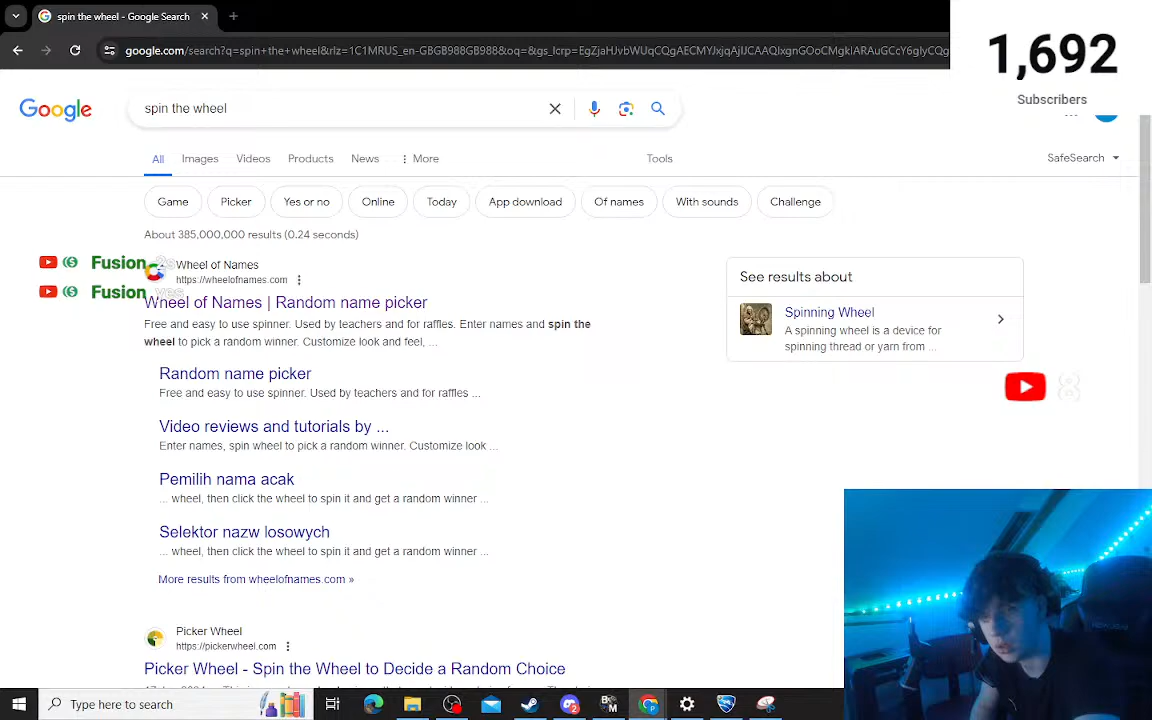 spin the wheel - Google Search
google.com/search?q=spin+the+wheel&rlz=1C1MRUS_en-GBGB988GB988&oq=&gs_lcrp=
1,692
Subscribers
Google
spin the wheel
All Images Videos Products News More Tools SafeSearch
Game Picker Yes or no Online Today App download Of names With sounds Challenge
About 385,000,000 results (0.24 seconds)
Fusion
Wheel of Names
https://wheelofnames.com
Fusion yes
Wheel of Names | Random name picker
Free and easy to use spinner. Used by teachers and for raffles. Enter names and spin the
wheel to pick a random winner. Customize look and feel, ...
Random name picker
Free and easy to use spinner. Used by teachers and for raffles ...
Video reviews and tutorials by ...
Enter names, spin wheel to pick a random winner. Customize look ...
Pemilih nama acak
... wheel, then click the wheel to spin it and get a random winner ...
Selektor nazw losowych
... wheel, then click the wheel to spin it and get a random winner ...
More results from wheelofnames.com »
Picker Wheel
https://pickerwheel.com
Picker Wheel - Spin the Wheel to Decide a Random Choice
See results about
Spinning Wheel
A spinning wheel is a device for
spinning thread or yarn from ...
8
Type here to search